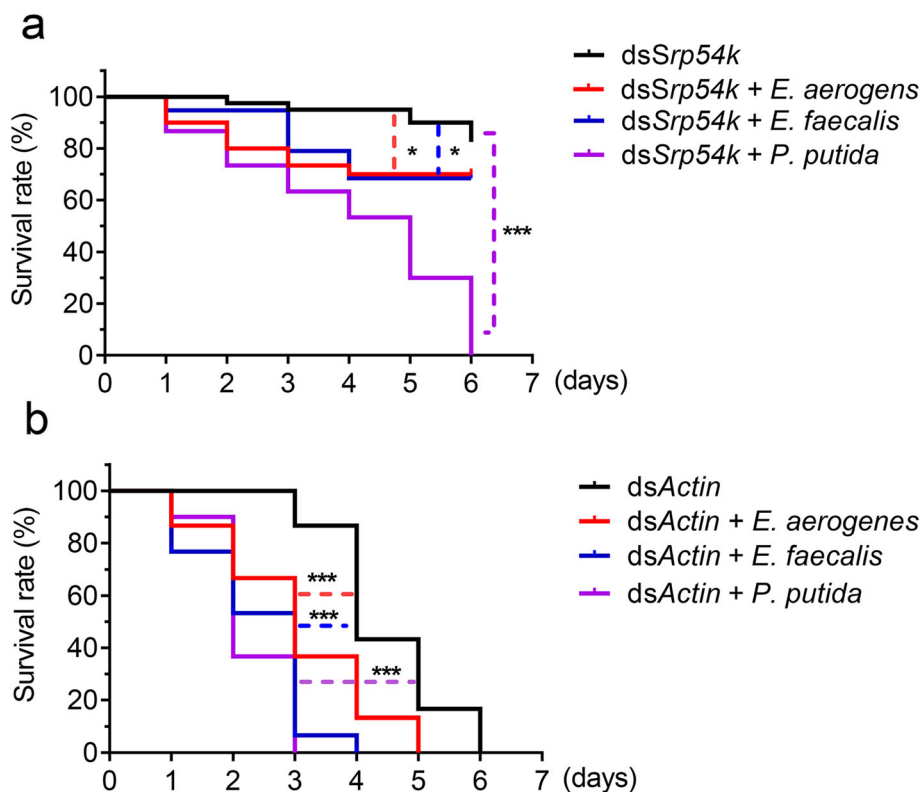 a
dsSrp54k
dsSrp54k + E. aerogens
dsSrp54k + E. faecalis
dsSrp54k + P. putida
Survival rate (%)
100
80
60
40
20
0
* *
***
0 1 2 3 4 5 6 7 (days)
b
dsActin
dsActin + E. aerogenes
dsActin + E. faecalis
dsActin + P. putida
Survival rate (%)
100
80
60
40
20
0
***
***
***
0 1 2 3 4 5 6 7 (days)